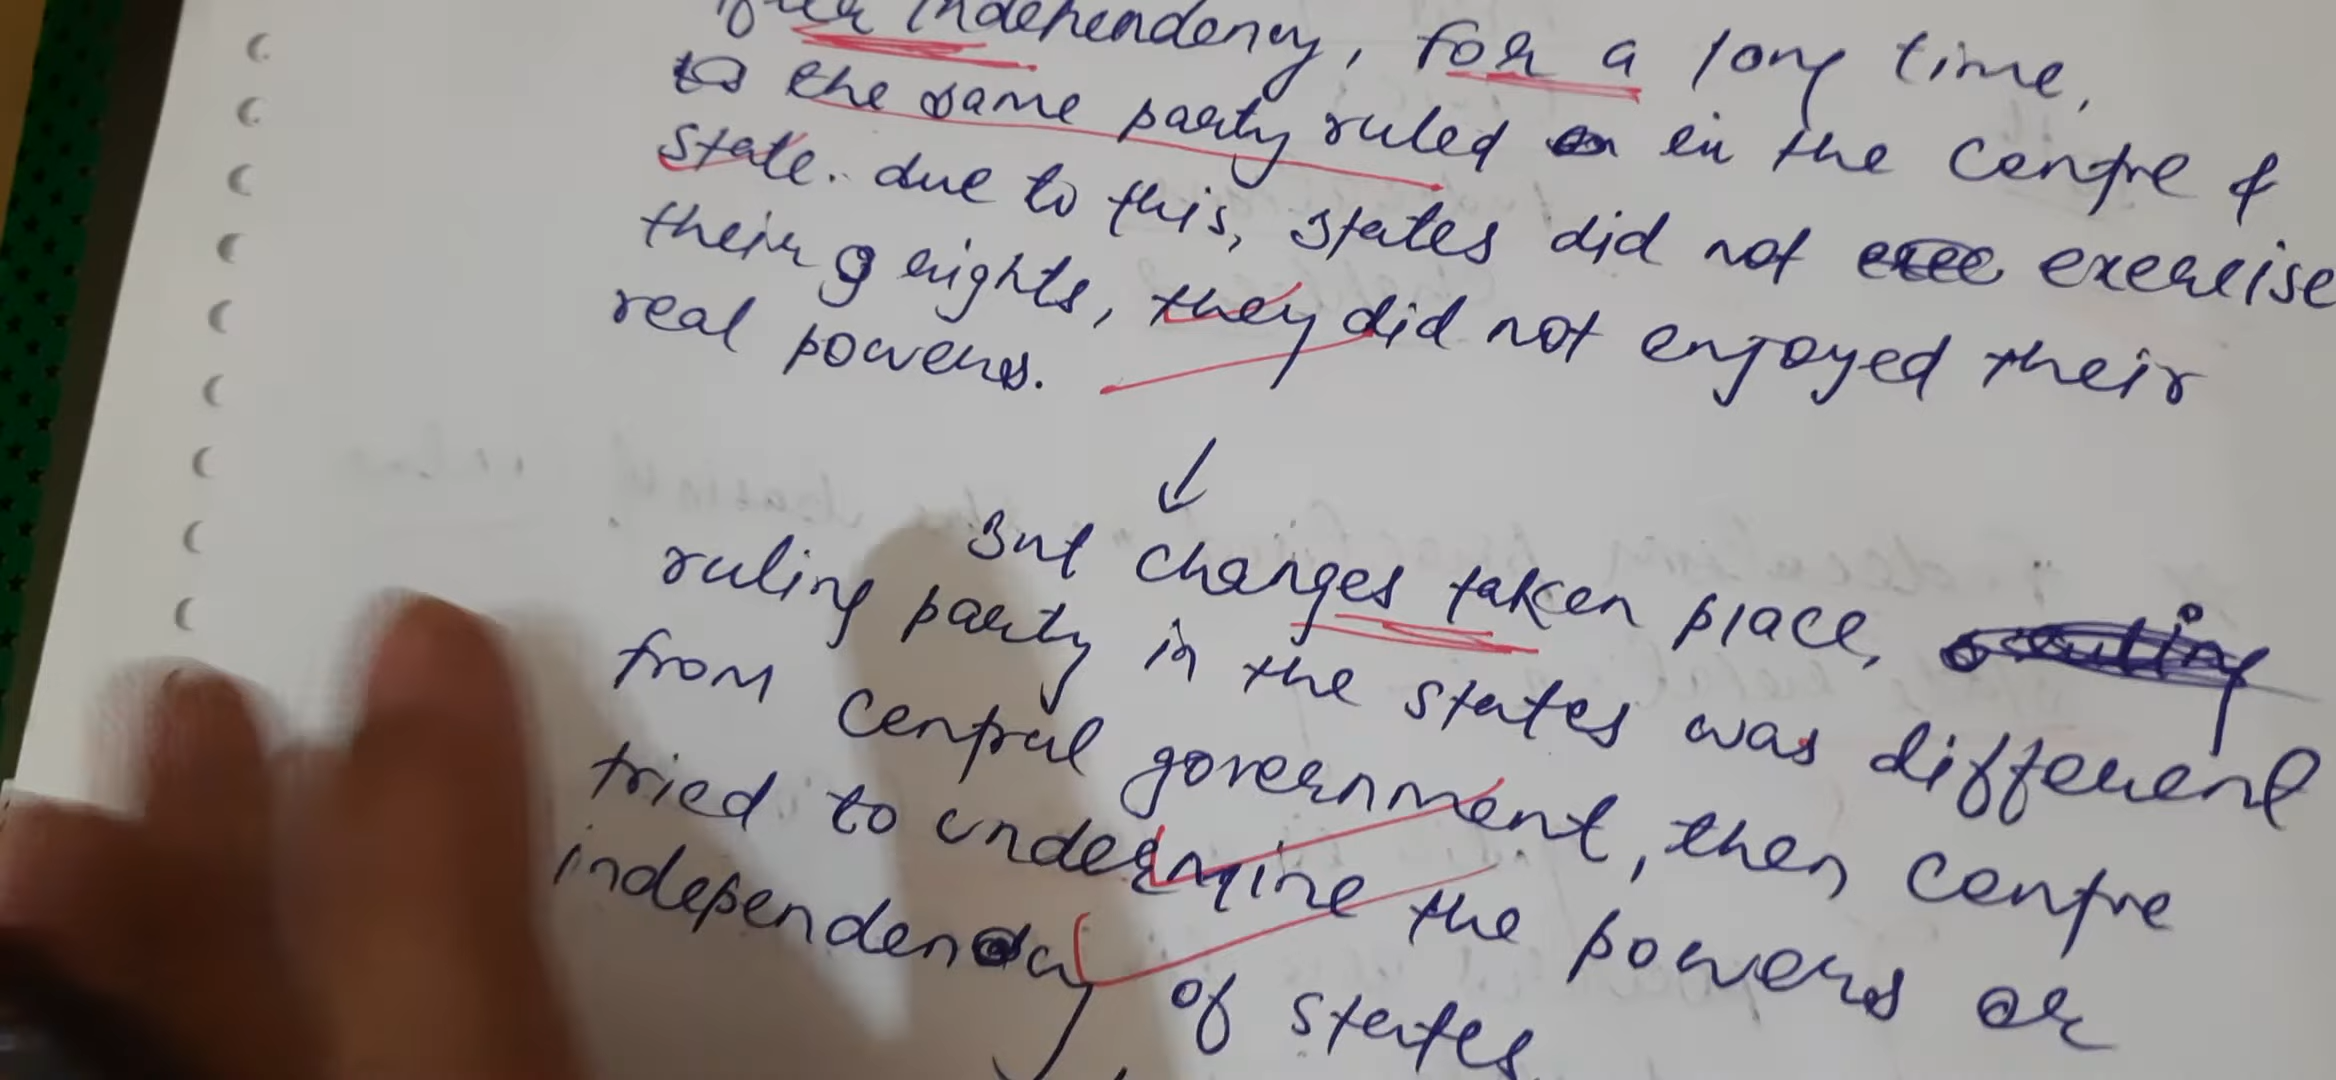 after independency, for a long time,
the same party ruled in the Centre &
state. due to this, states did not exercise
their rights, they did not enjoyed their
real powers.
↓
But changes taken place,
ruling party in the states was different
from Central government, then Centre
tried to undermine the powers or
independency of states